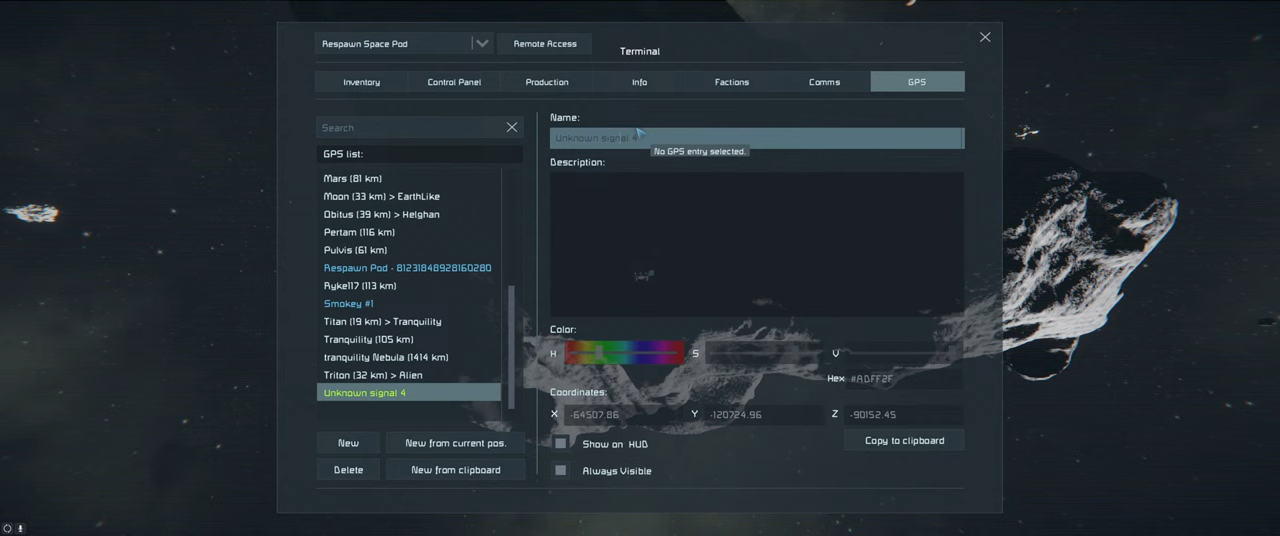 Respawn Space Pod
Remote Access
Terminal
Inventory
Control Panel
Production
Info
Factions
Comms
GPS
Search
GPS list:
Mars (81 km)
Moon (33 km) > EarthLike
Obitus (39 km) > Helghan
Pertam (116 km)
Pulvis (61 km)
Respawn Pod - 81231848928160280
Ryke117 (113 km)
Smokey #1
Titan (19 km) > Tranquility
Tranquility (105 km)
tranquility Nebula (1414 km)
Triton (32 km) > Alien
Unknown signal 4
New
New from current pos.
Delete
New from clipboard
Name:
Unknown signal 4
No GPS entry selected.
Description:
Color:
H
S
V
Hex #ADFF2F
Coordinates:
X -64507.86
Y -120724.96
Z -90152.45
Show on HUD
Copy to clipboard
Always Visible